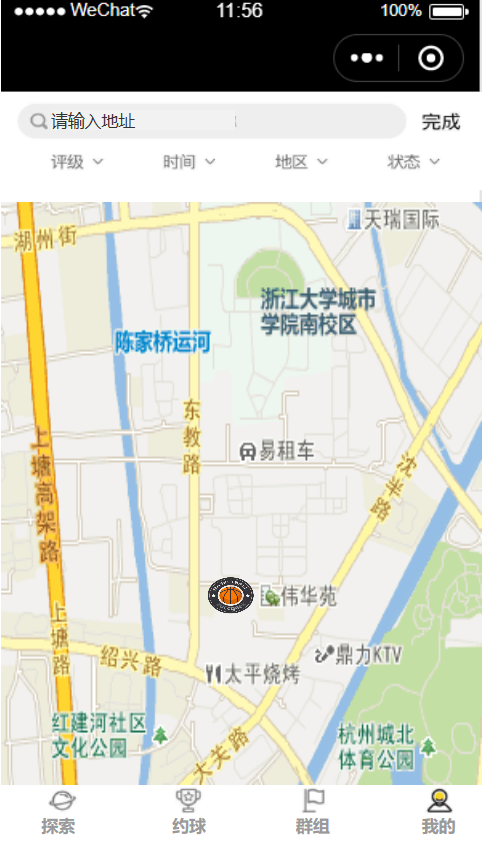 WeChat
11:56
100%
请输入地址
完成
评级
时间
地区
状态
湖州街
天瑞国际
浙江大学城市
学院南校区
陈家桥运河
东教路
易租车
上塘高架路
沈半路
伟华苑
上塘路
绍兴路
鼎力KTV
太平烧烤
红建河社区
文化公园
大关路
杭州城北
体育公园
探索
约球
群组
我的